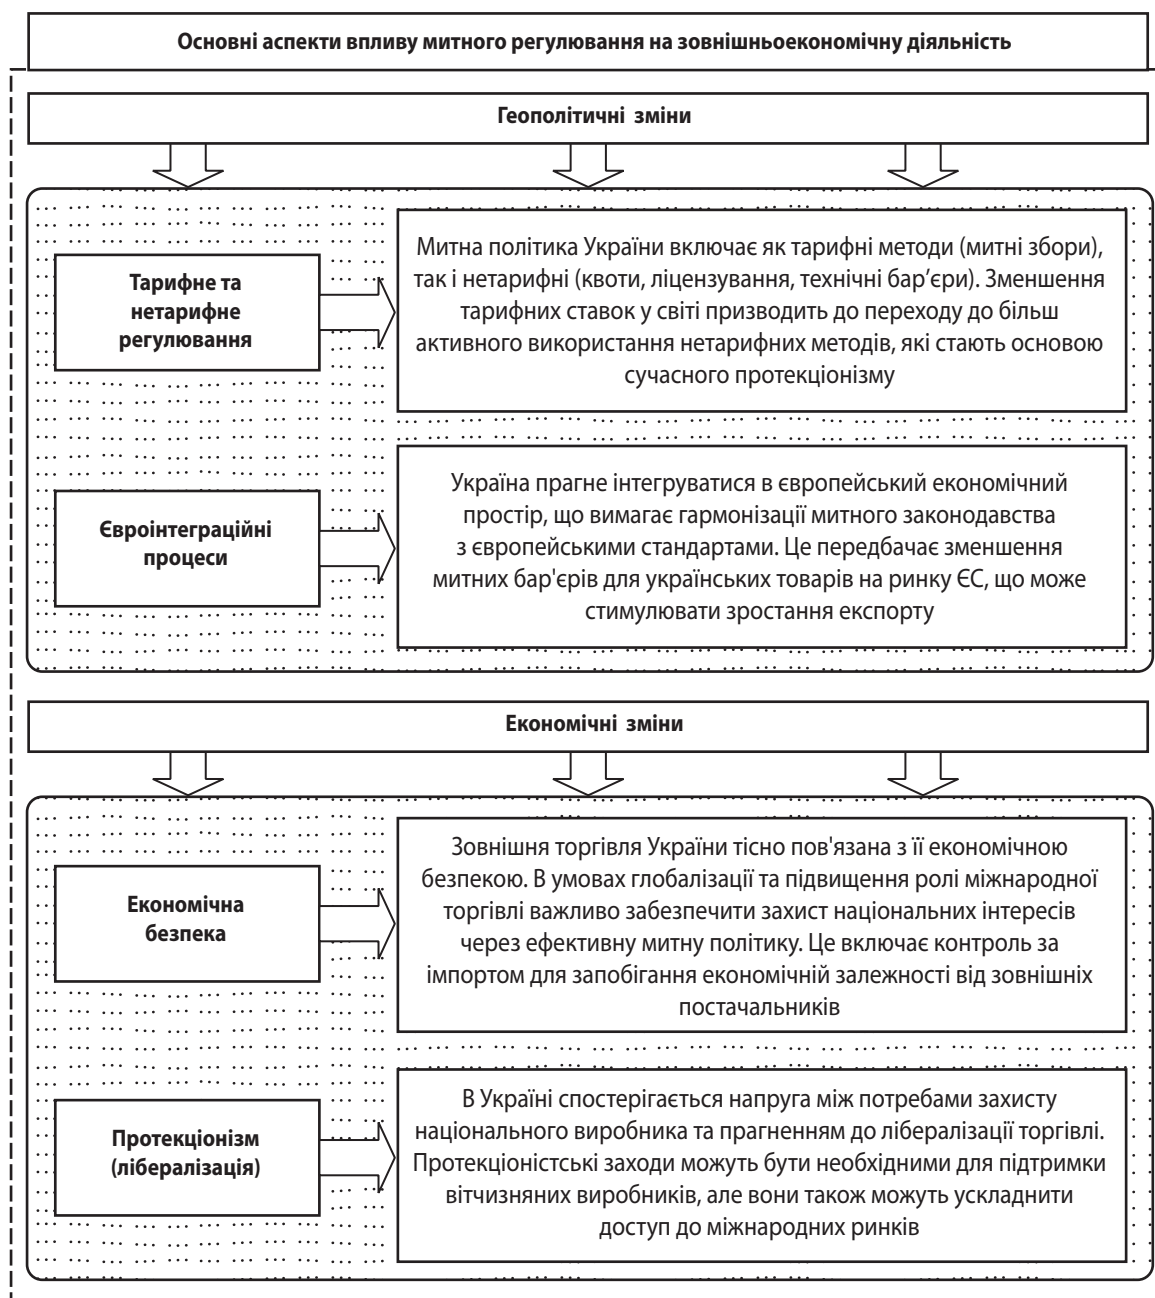 Основні аспекти впливу митного регулювання на зовнішньоекономічну діяльність
Геополітичні зміни
Тарифне та
нетарифне
регулювання
Митна політика України включає як тарифні методи (митні збори),
так і нетарифні (квоти, ліцензування, технічні бар’єри). Зменшення
тарифних ставок у світі призводить до переходу до більш
активного використання нетарифних методів, які стають основою
сучасного протекціонізму
Євроінтеграційні
процеси
Україна прагне інтегруватися в європейський економічний
простір, що вимагає гармонізації митного законодавства
з європейськими стандартами. Це передбачає зменшення
митних бар'єрів для українських товарів на ринку ЄС, що може
стимулювати зростання експорту
Економічні зміни
Економічна
безпека
Зовнішня торгівля України тісно пов'язана з її економічною
безпекою. В умовах глобалізації та підвищення ролі міжнародної
торгівлі важливо забезпечити захист національних інтересів
через ефективну митну політику. Це включає контроль за
імпортом для запобігання економічній залежності від зовнішніх
постачальників
Протекціонізм
(лібералізація)
В Україні спостерігається напруга між потребами захисту
національного виробника та прагненням до лібералізації торгівлі.
Протекціоністські заходи можуть бути необхідними для підтримки
вітчизняних виробників, але вони також можуть ускладнити
доступ до міжнародних ринків